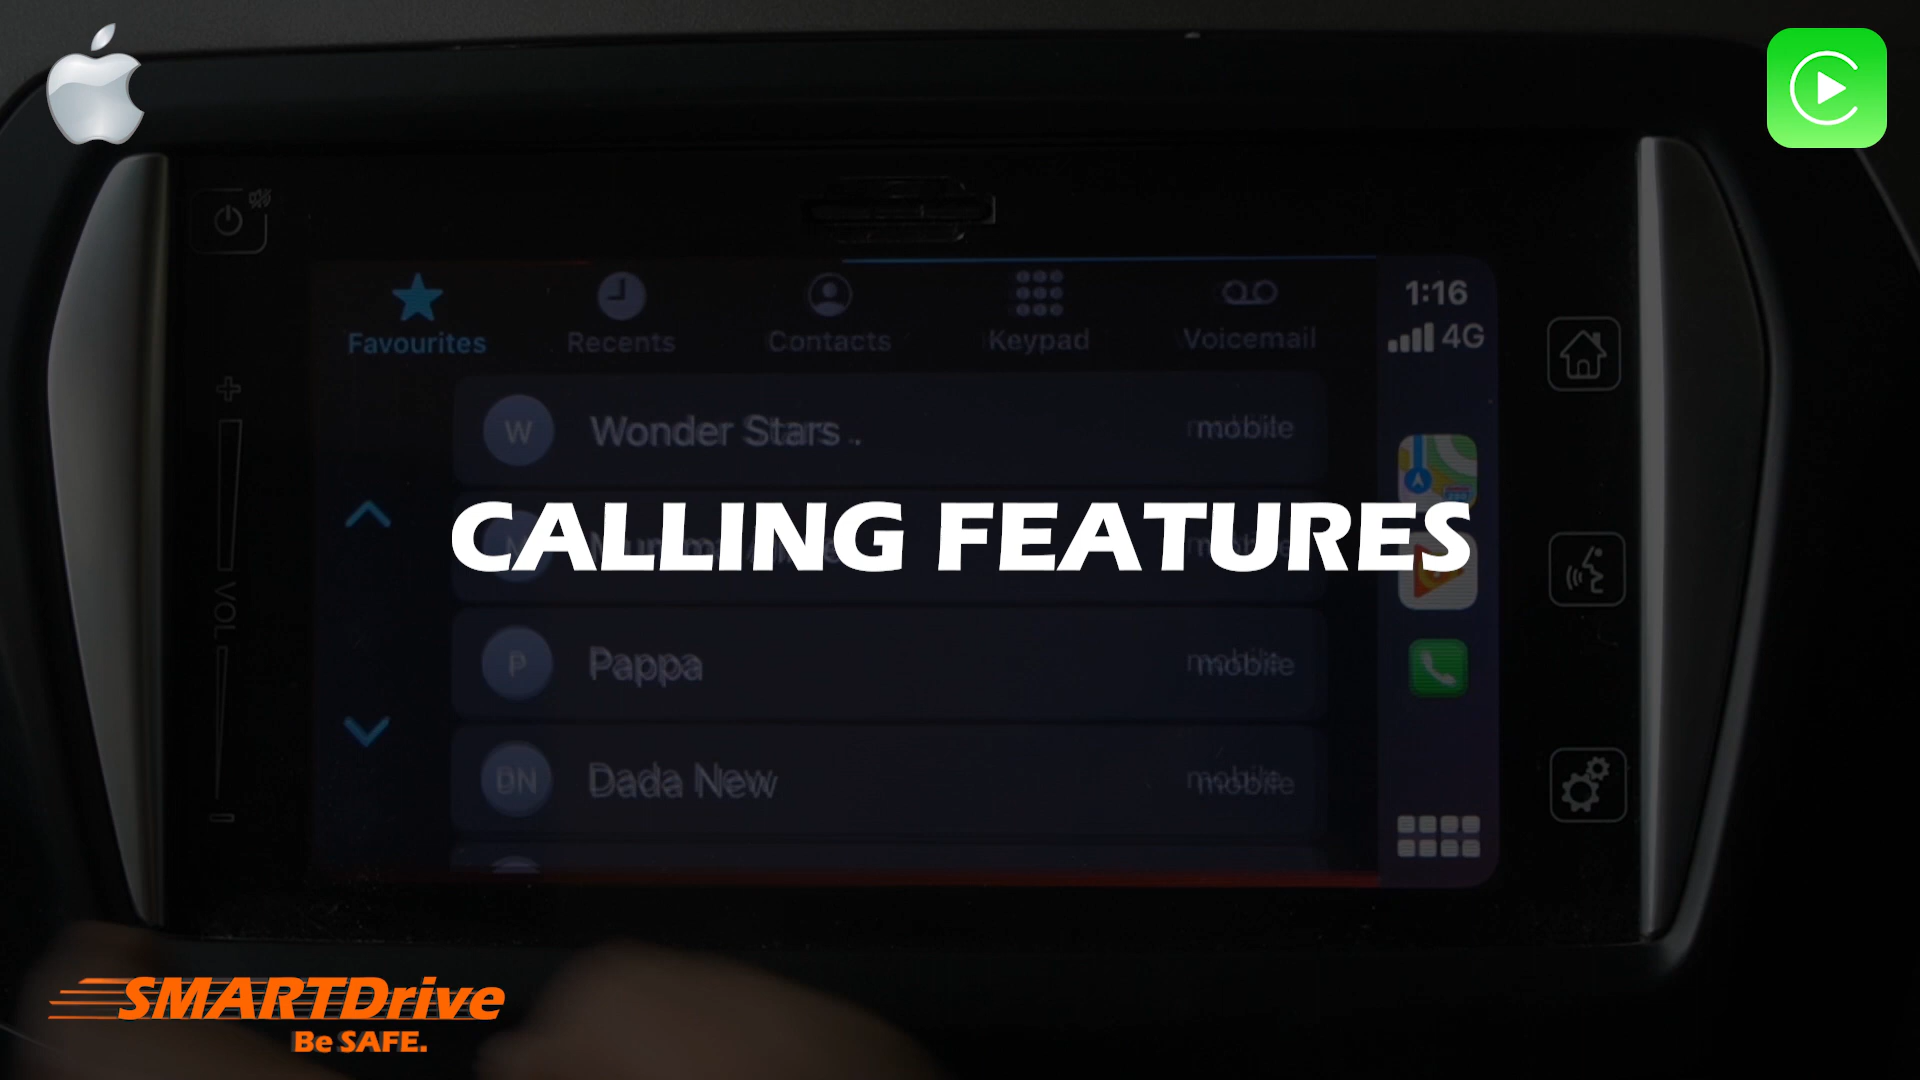 Favourites
Recents
Contacts
Keypad
Voicemail
1:16
4G
W
Wonder Stars .
mobile
CALLING FEATURES
VOL
P
Pappa
mobile
DN
Dada New
mobile
SMARTDrive
Be SAFE.